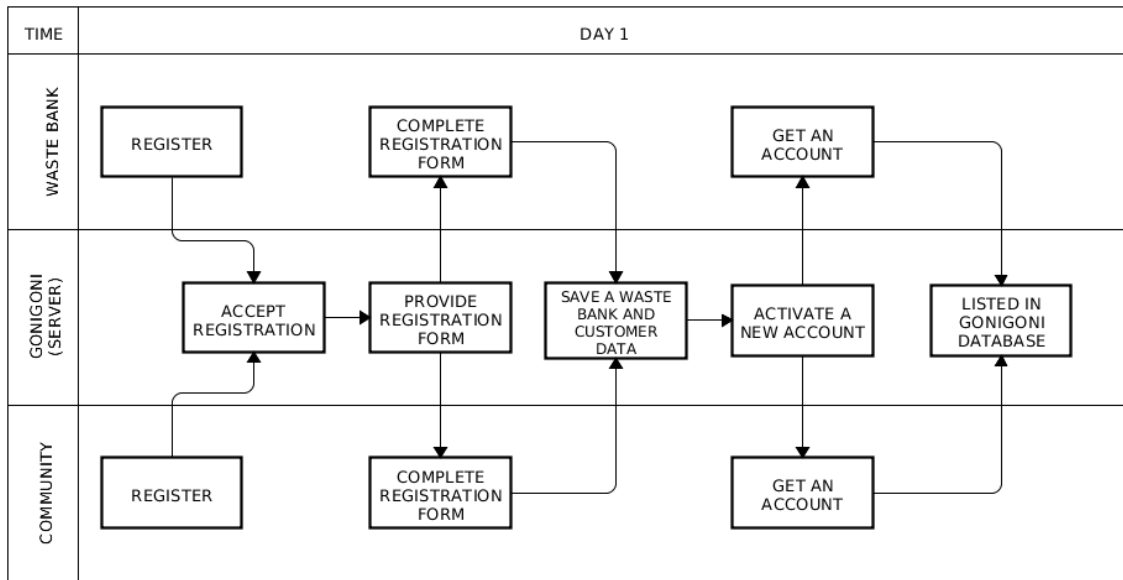 TIME
DAY 1
WASTE BANK
REGISTER
COMPLETE
REGISTRATION
FORM
GET AN
ACCOUNT
GONIGONI
(SERVER)
ACCEPT
REGISTRATION
PROVIDE
REGISTRATION
FORM
SAVE A WASTE
BANK AND
CUSTOMER
DATA
ACTIVATE A
NEW ACCOUNT
LISTED IN
GONIGONI
DATABASE
COMMUNITY
REGISTER
COMPLETE
REGISTRATION
FORM
GET AN
ACCOUNT